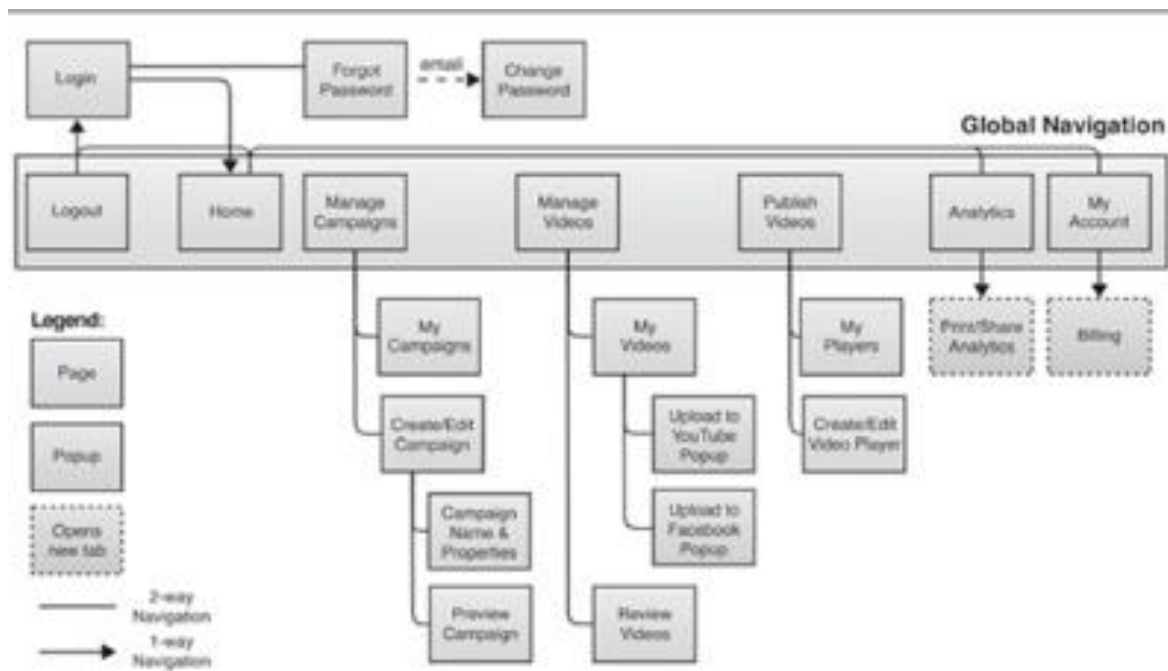 Login
Forgot
Password
email
Change
Password
Global Navigation
Logout
Home
Manage
Campaigns
Manage
Videos
Publish
Videos
Analytics
My
Account
Legend:
Page
Popup
Opens
new tab
2-way
Navigation
1-way
Navigation
My
Campaigns
Create/Edit
Campaign
Campaign
Name &
Properties
Preview
Campaign
My
Videos
Upload to
YouTube
Popup
Upload to
Facebook
Popup
Review
Videos
My
Players
Create/Edit
Video Player
Print/Share
Analytics
Billing